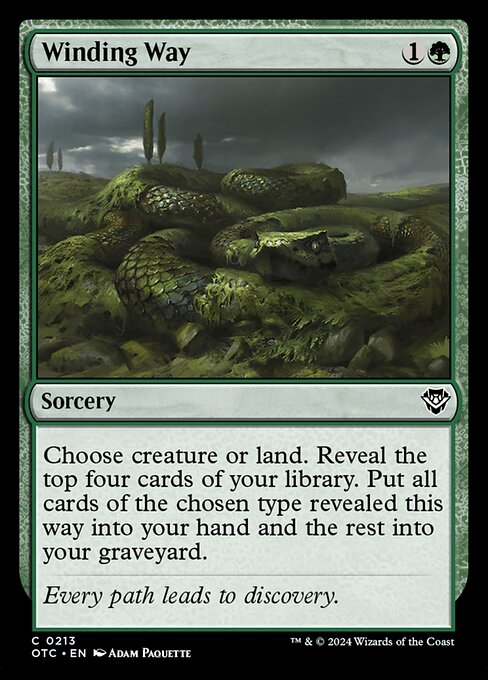 Winding Way 1
Sorcery
Choose creature or land. Reveal the
top four cards of your library. Put all
cards of the chosen type revealed this
way into your hand and the rest into
your graveyard.
Every path leads to discovery.
C 0213
OTC • EN Adam Paquette
™ & © 2024 Wizards of the Coast